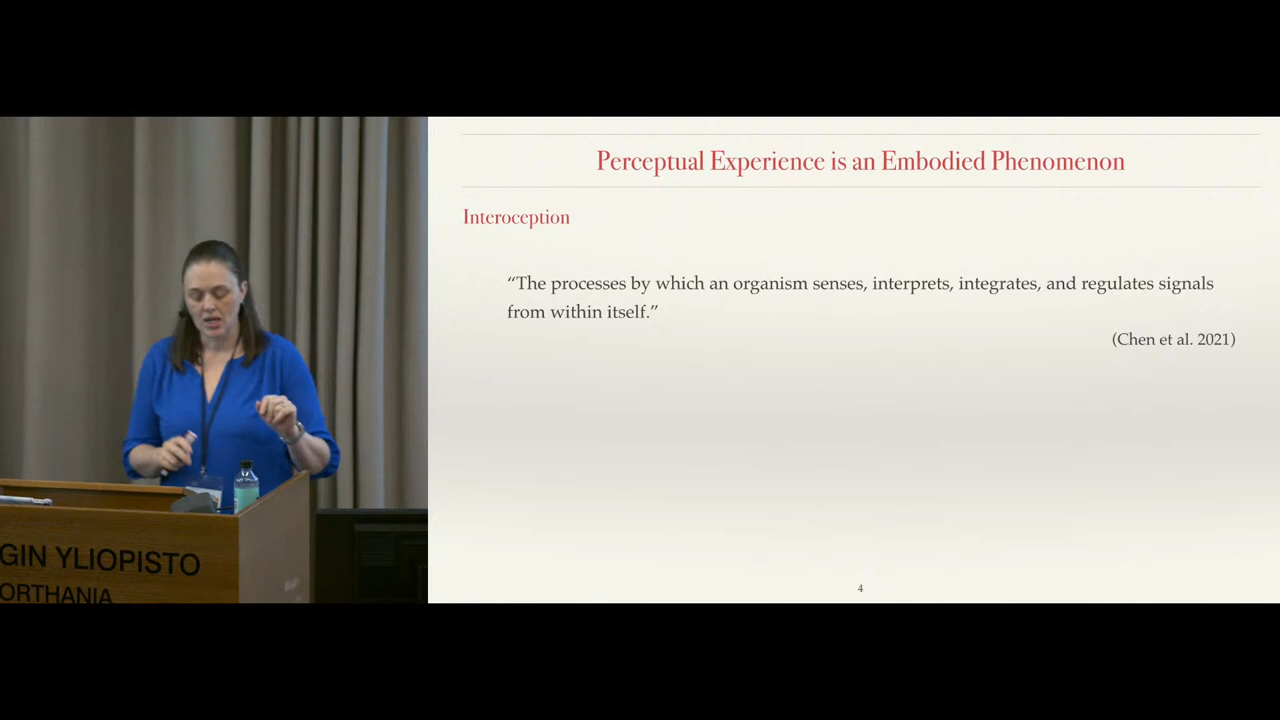 Perceptual Experience is an Embodied Phenomenon
Interoception
“The processes by which an organism senses, interprets, integrates, and regulates signals
from within itself.”
(Chen et al. 2021)
4
GIN YLIOPISTO
ORTHANIA